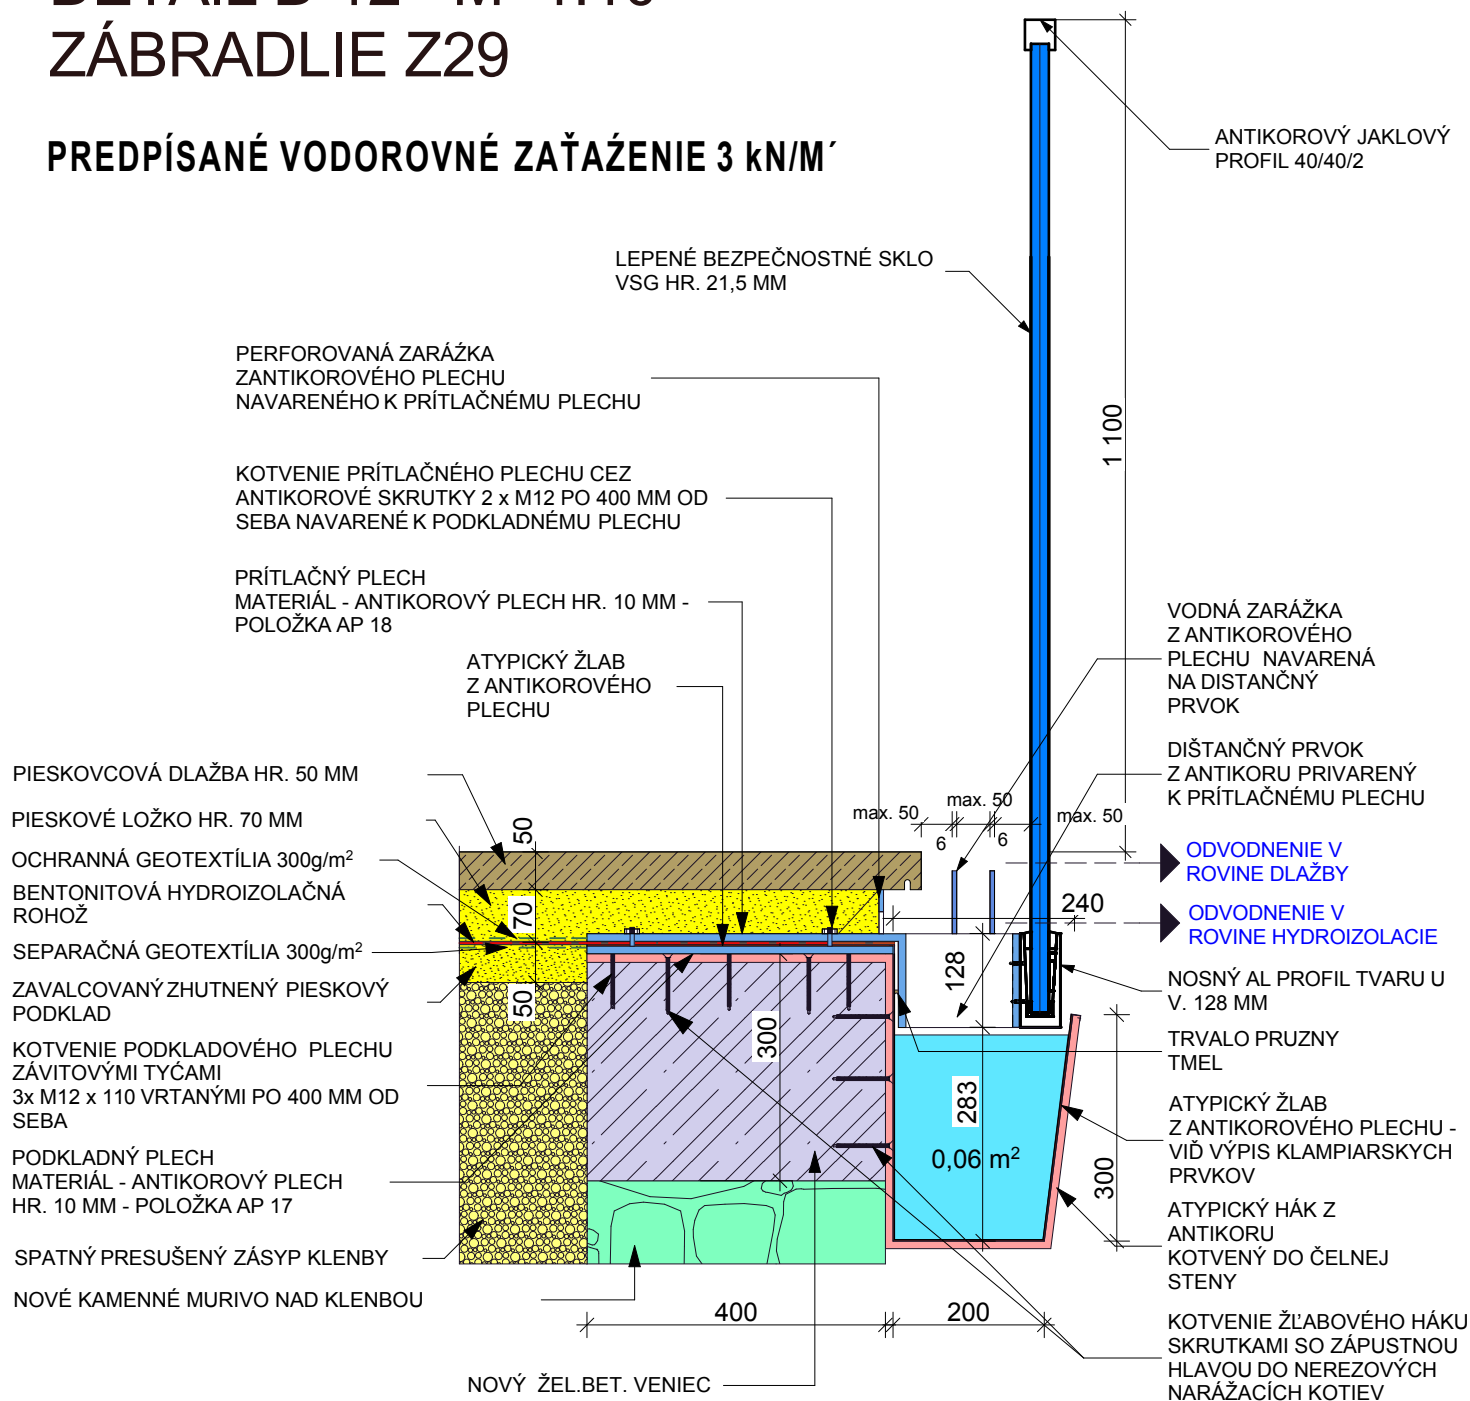 ZÁBRADLIE Z29
PREDPÍSANÉ VODOROVNÉ ZAŤAŹENIE 3 kN/M´
ANTIKOROVÝ JAKLOVÝ
PROFIL 40/40/2
LEPENÉ BEZPEČNOSTNÉ SKLO
VSG HR. 21,5 MM
PERFOROVANÁ ZARÁŹKA
ZANTIKOROVÉHO PLECHU
NAVARENÉHO K PRÍTLAČNÉMU PLECHU
1 100
KOTVENIE PRÍTLAČNÉHO PLECHU CEZ
ANTIKOROVÉ SKRUTKY 2 x M12 PO 400 MM OD
SEBA NAVARENÉ K PODKLADNÉMU PLECHU
PRÍTLAČNÝ PLECH
MATERIÁL - ANTIKOROVÝ PLECH HR. 10 MM -
POLOŽKA AP 18
ATYPICKÝ ŽLAB
Z ANTIKOROVÉHO
PLECHU
VODNÁ ZARÁŽKA
Z ANTIKOROVÉHO
PLECHU NAVARENÁ
NA DISTANČNÝ
PRVOK
DIŠTANČNÝ PRVOK
Z ANTIKORU PRIVARENÝ
K PRÍTLAČNÉMU PLECHU
PIESKOVCOVÁ DLAŽBA HR. 50 MM
PIESKOVÉ LOŽKO HR. 70 MM
OCHRANNÁ GEOTEXTÍLIA 300g/m²
BENTONITOVÁ HYDROIZOLAČNÁ
ROHOŽ
SEPARAČNÁ GEOTEXTÍLIA 300g/m²
ZAVALCOVANÝ ZHUTNENÝ PIESKOVÝ
PODKLAD
KOTVENIE PODKLADOVÉHO PLECHU
ZÁVITOVÝMI TYĆAMI
3x M12 x 110 VRTANÝMI PO 400 MM OD
SEBA
PODKLADNÝ PLECH
MATERIÁL - ANTIKOROVÝ PLECH
HR. 10 MM - POLOŽKA AP 17
SPATNÝ PRESUŠENÝ ZÁSYP KLENBY
NOVÉ KAMENNÉ MURIVO NAD KLENBOU
NOVÝ ŽEL.BET. VENIEC
50
70
50
max. 50
max. 50
max. 50
6
6
240
128
300
283
0,06 m²
300
400
200
ODVODNENIE V
ROVINE DLAŽBY
ODVODNENIE V
ROVINE HYDROIZOLACIE
NOSNÝ AL PROFIL TVARU U
V. 128 MM
TRVALO PRUZNY
TMEL
ATYPICKÝ ŽLAB
Z ANTIKOROVÉHO PLECHU -
VIĎ VÝPIS KLAMPIARSKYCH
PRVKOV
ATYPICKÝ HÁK Z
ANTIKORU
KOTVENÝ DO ČELNEJ
STENY
KOTVENIE ŽĽABOVÉHO HÁKU
SKRUTKAMI SO ZÁPUSTNOU
HLAVOU DO NEREZOVÝCH
NARÁŽACÍCH KOTIEV